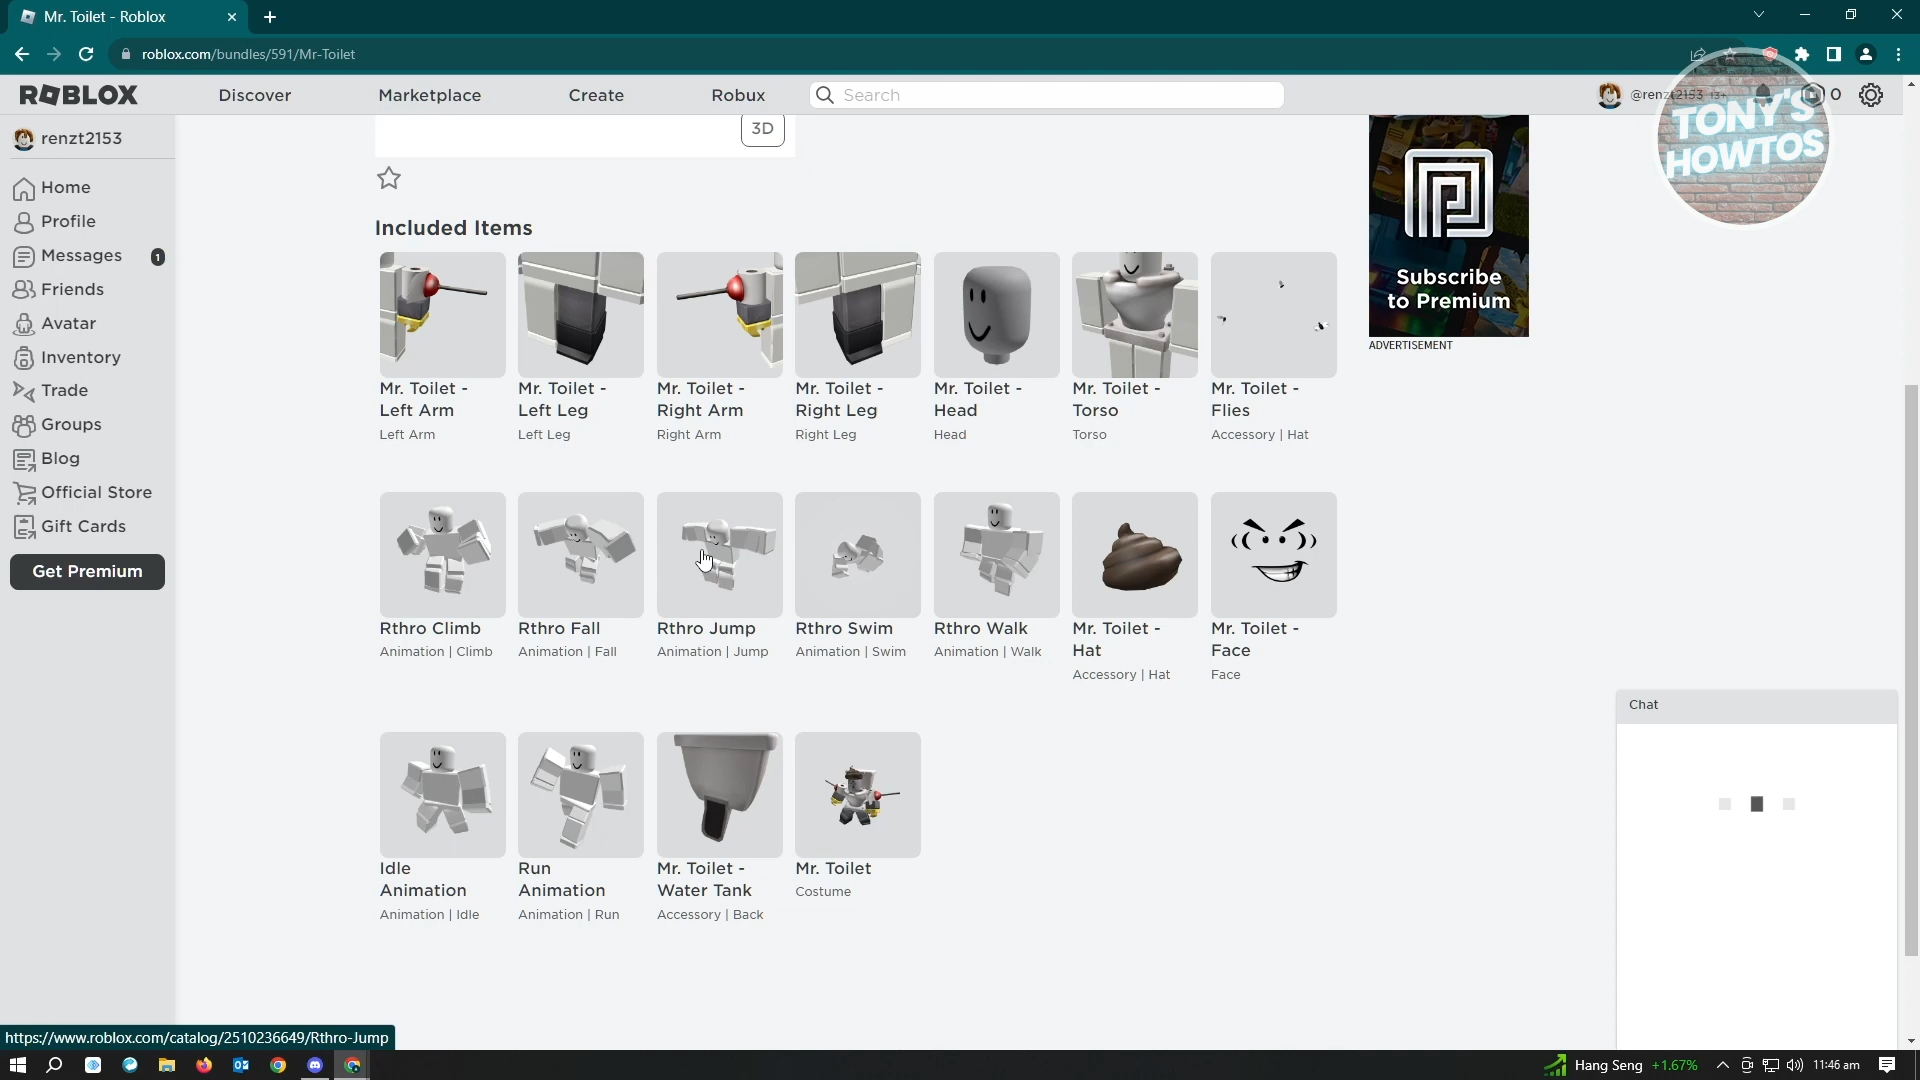 Mr. Toilet - Roblox
roblox.com/bundles/591/Mr-Toilet
ROBLOX
Discover
Marketplace
Create
Robux
Search
@renzt2153 13+
0
TONY'S
HOWTOS
renzt2153
Home
Profile
Messages
1
Friends
Avatar
Inventory
Trade
Groups
Blog
Official Store
Gift Cards
Get Premium
3D
Included Items
Mr. Toilet -
Left Arm
Left Arm
Mr. Toilet -
Left Leg
Left Leg
Mr. Toilet -
Right Arm
Right Arm
Mr. Toilet -
Right Leg
Right Leg
Mr. Toilet -
Head
Head
Mr. Toilet -
Torso
Torso
Mr. Toilet -
Flies
Accessory | Hat
Rthro Climb
Animation | Climb
Rthro Fall
Animation | Fall
Rthro Jump
Animation | Jump
Rthro Swim
Animation | Swim
Rthro Walk
Animation | Walk
Mr. Toilet -
Hat
Accessory | Hat
Mr. Toilet -
Face
Face
Idle
Animation
Animation | Idle
Run
Animation
Animation | Run
Mr. Toilet -
Water Tank
Accessory | Back
Mr. Toilet
Costume
Subscribe
to Premium
ADVERTISEMENT
Chat
https://www.roblox.com/catalog/2510236649/Rthro-Jump
Hang Seng +1.67%
11:46 am